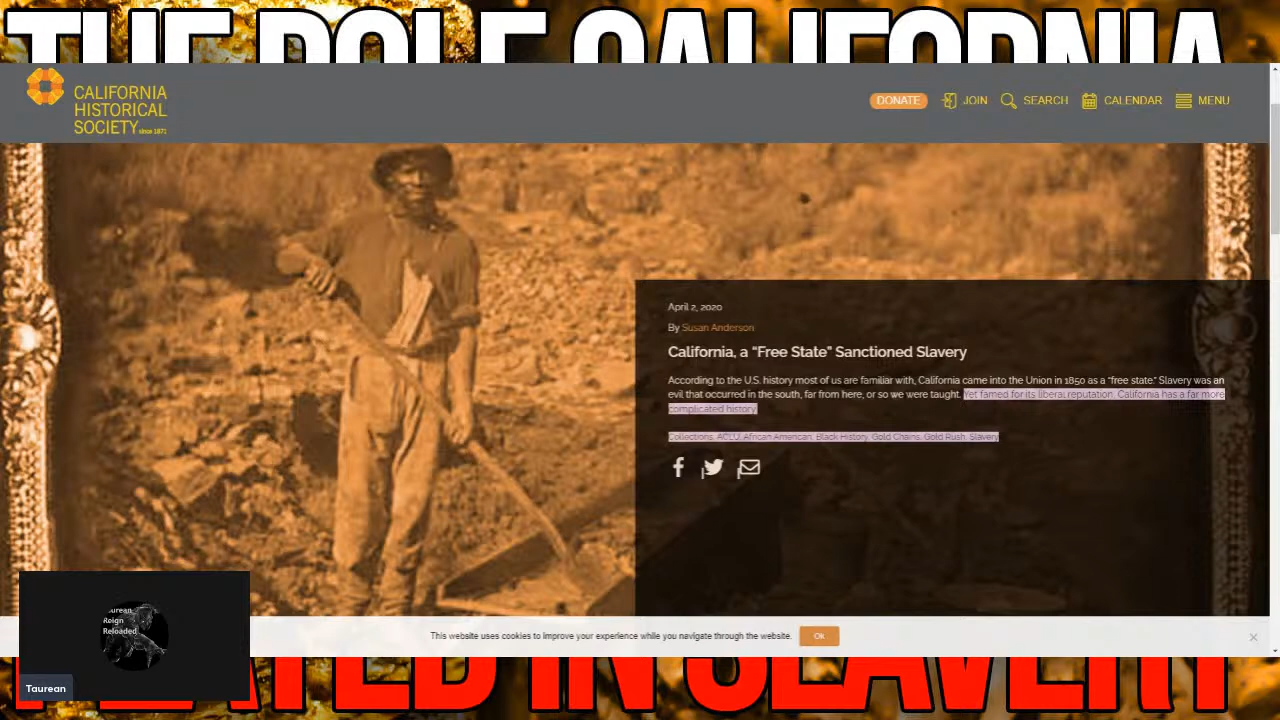 THE ROLE CALIFORNIA
CALIFORNIA
HISTORICAL
SOCIETY since 1871
DONATE JOIN SEARCH CALENDAR MENU
April 2, 2020
By Susan Anderson
California, a “Free State” Sanctioned Slavery
According to the U.S. history most of us are familiar with, California came into the Union in 1850 as a “free state.” Slavery was an
evil that occurred in the south, far from here, or so we were taught. Yet famed for its liberal reputation, California has a far more
complicated history.
Collections, ACLU, African American, Black History, Gold Chains, Gold Rush, Slavery
This website uses cookies to improve your experience while you navigate through the website. Ok
Reign
Reloaded
Taurean
IN SLAVERY